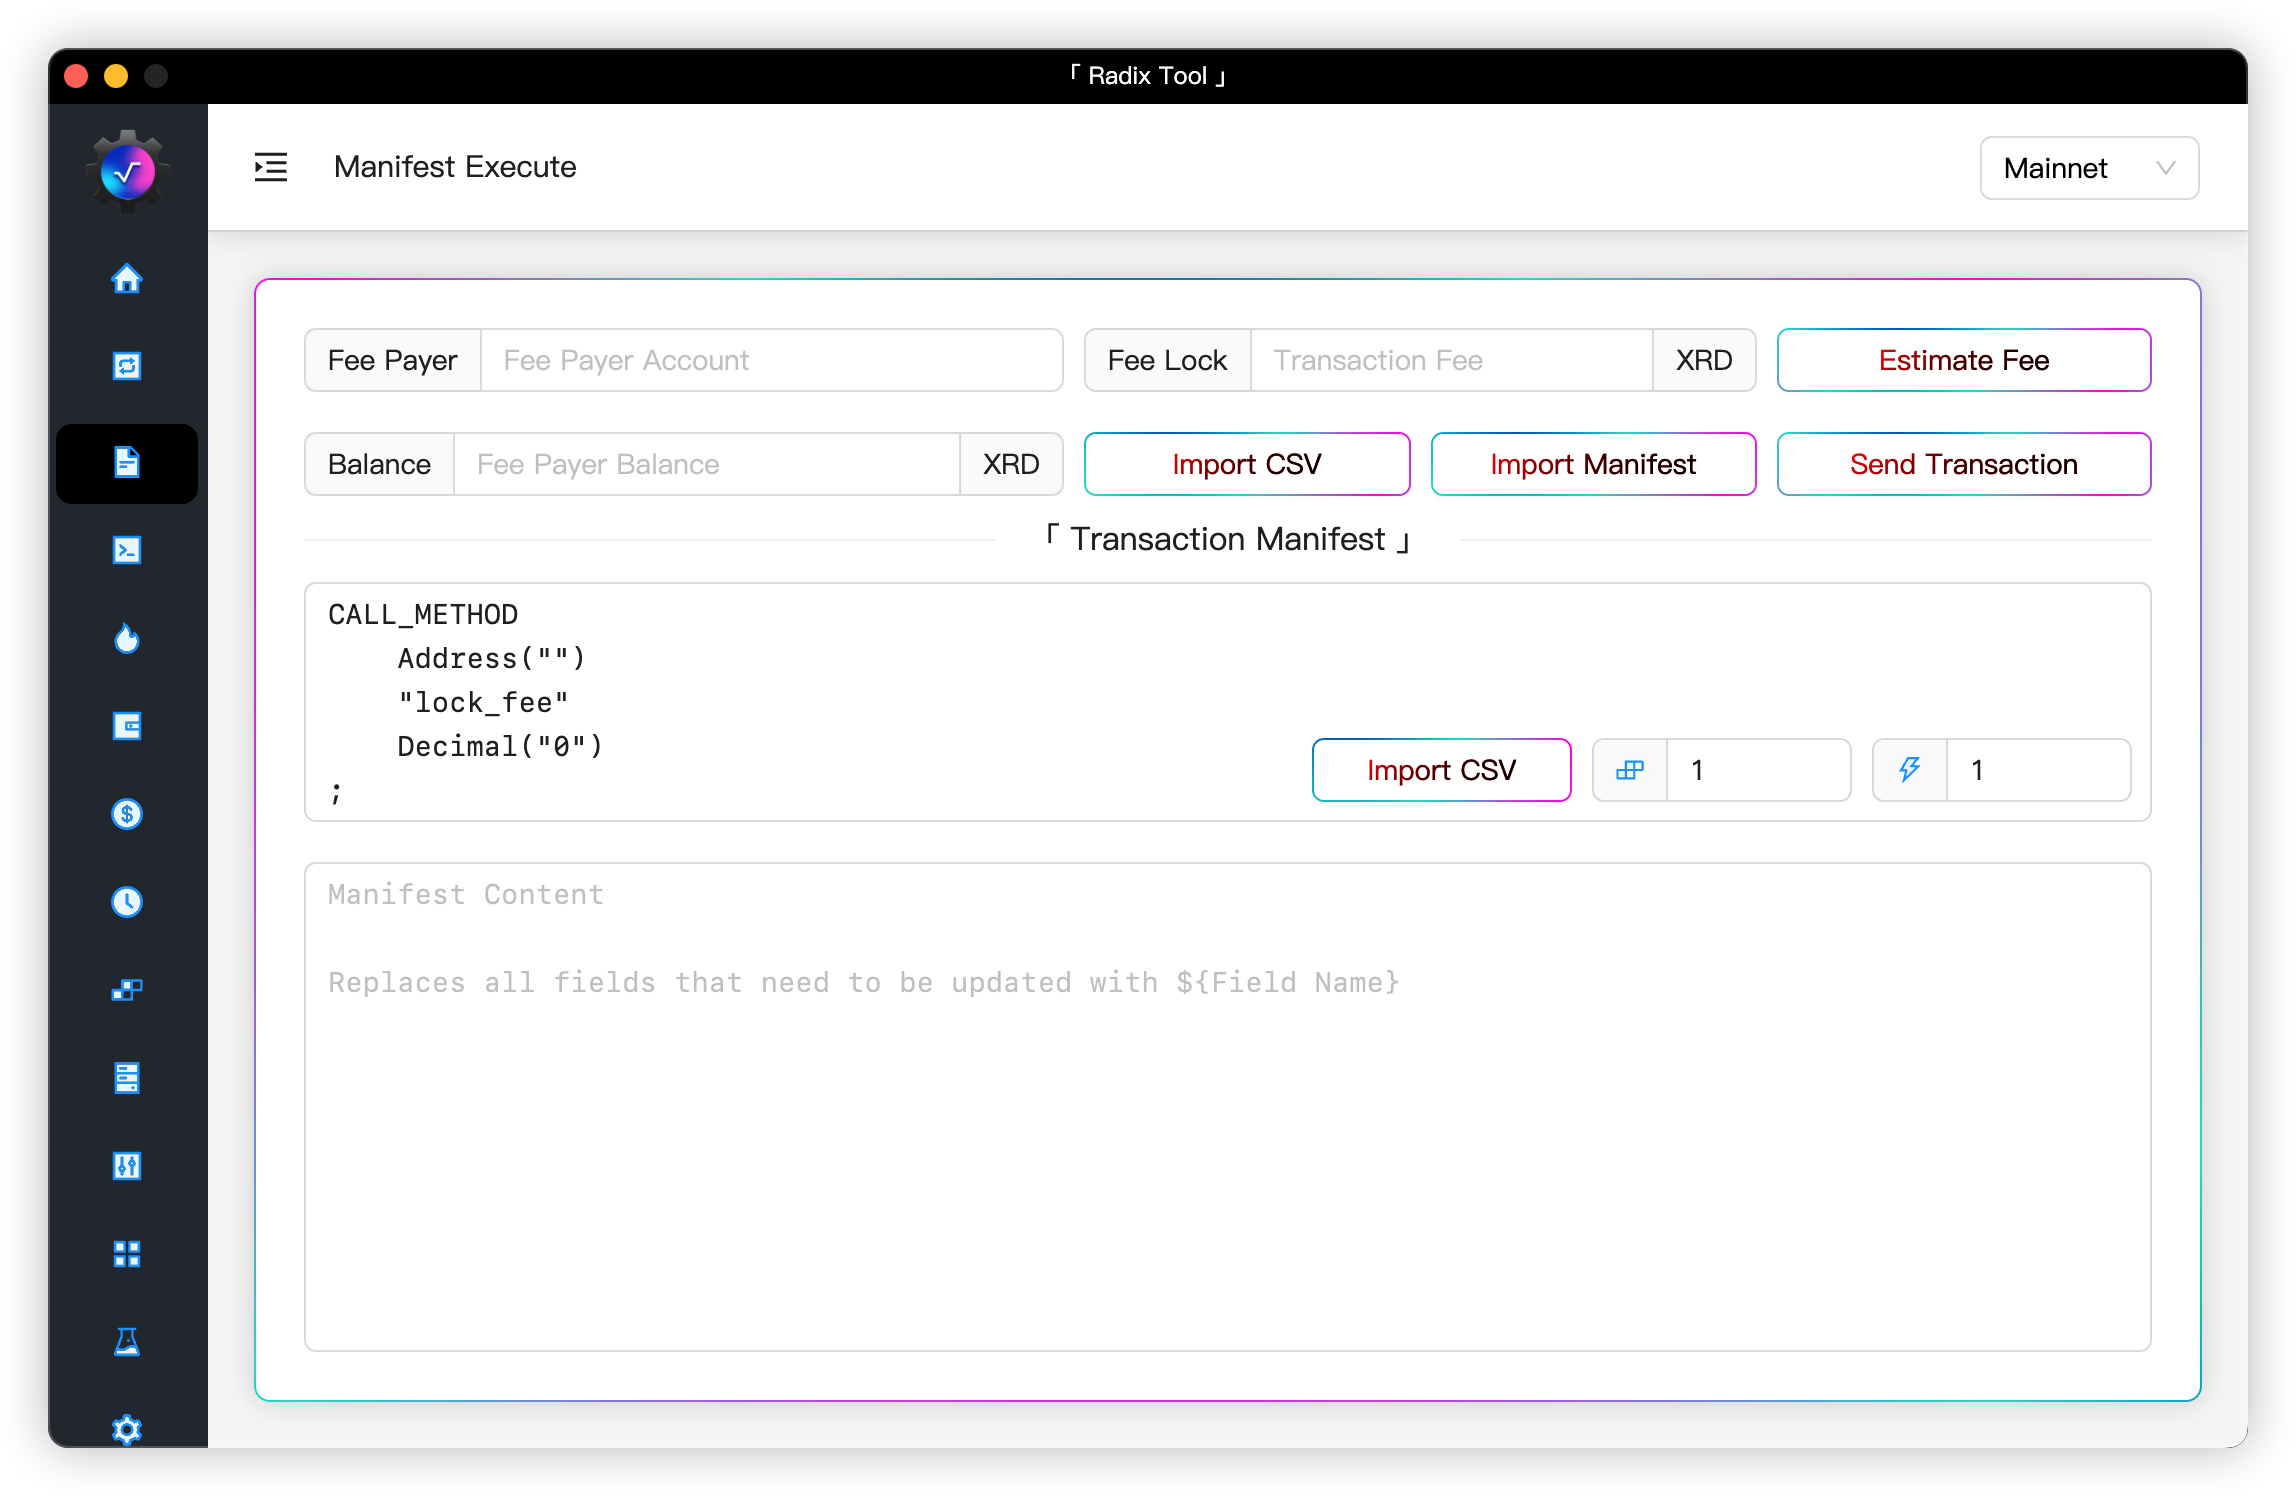 「 Radix Tool 」
Manifest Execute
Mainnet
Fee Payer Fee Payer Account Fee Lock Transaction Fee XRD Estimate Fee
Balance Fee Payer Balance XRD Import CSV Import Manifest Send Transaction
「 Transaction Manifest 」
CALL_METHOD
    Address("")
    "lock_fee"
    Decimal("0")
;
Import CSV 1 1
Manifest Content
Replaces all fields that need to be updated with ${Field Name}